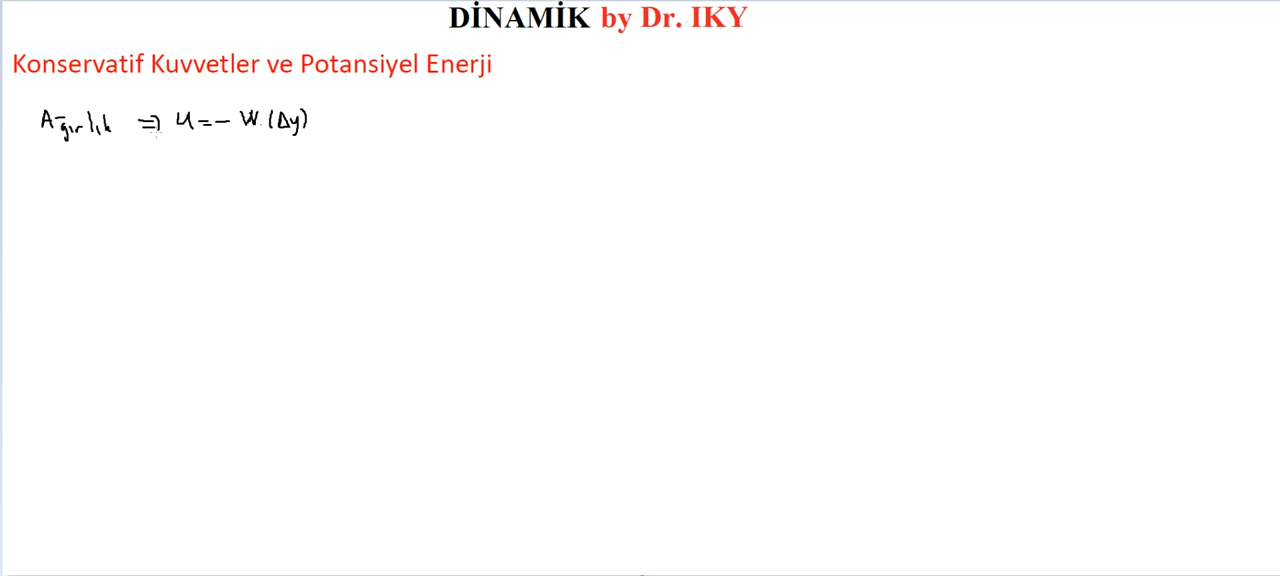 DİNAMİK by Dr. IKY
Konservatif Kuvvetler ve Potansiyel Enerji
Ağırlık ⇒ U = - W. (Δy)